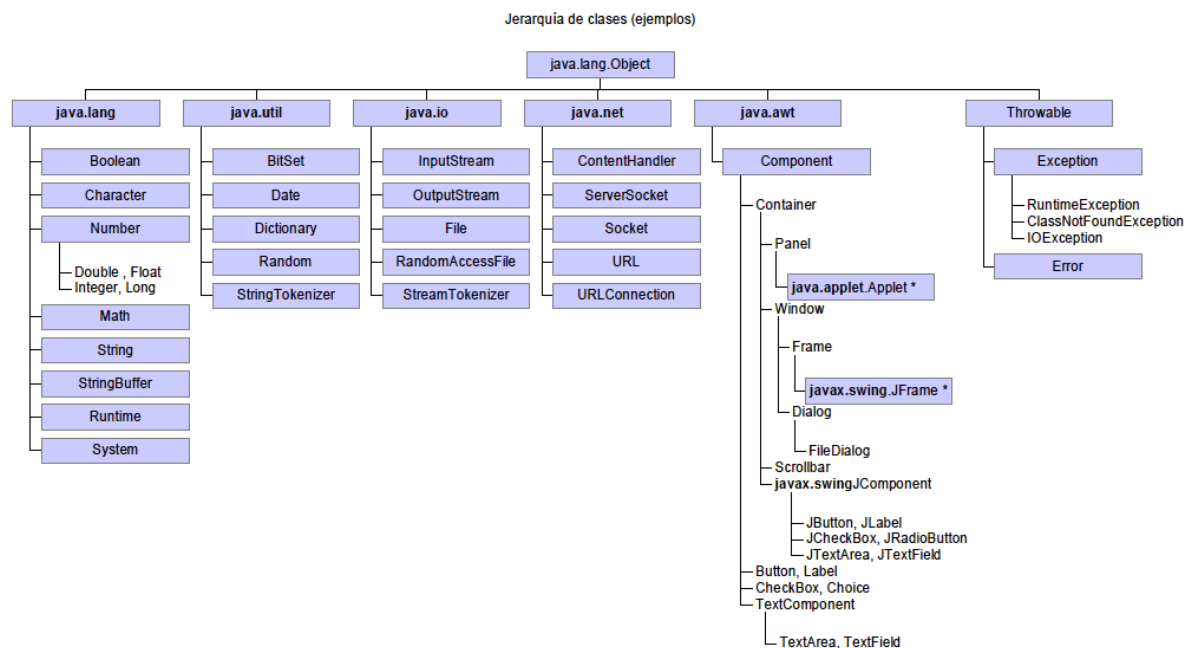 Jerarquía de clases (ejemplos)
java.lang.Object
java.lang
Boolean
Character
Number
Double , Float
Integer, Long
Math
String
StringBuffer
Runtime
System
java.util
BitSet
Date
Dictionary
Random
StringTokenizer
java.io
InputStream
OutputStream
File
RandomAccessFile
StreamTokenizer
java.net
ContentHandler
ServerSocket
Socket
URL
URLConnection
java.awt
Component
Container
Panel
java.applet.Applet *
Window
Frame
javax.swing.JFrame *
Dialog
FileDialog
Scrollbar
javax.swingJComponent
JButton, JLabel
JCheckBox, JRadioButton
JTextArea, JTextField
Button, Label
CheckBox, Choice
TextComponent
TextArea, TextField
Throwable
Exception
RuntimeException
ClassNotFoundException
IOException
Error